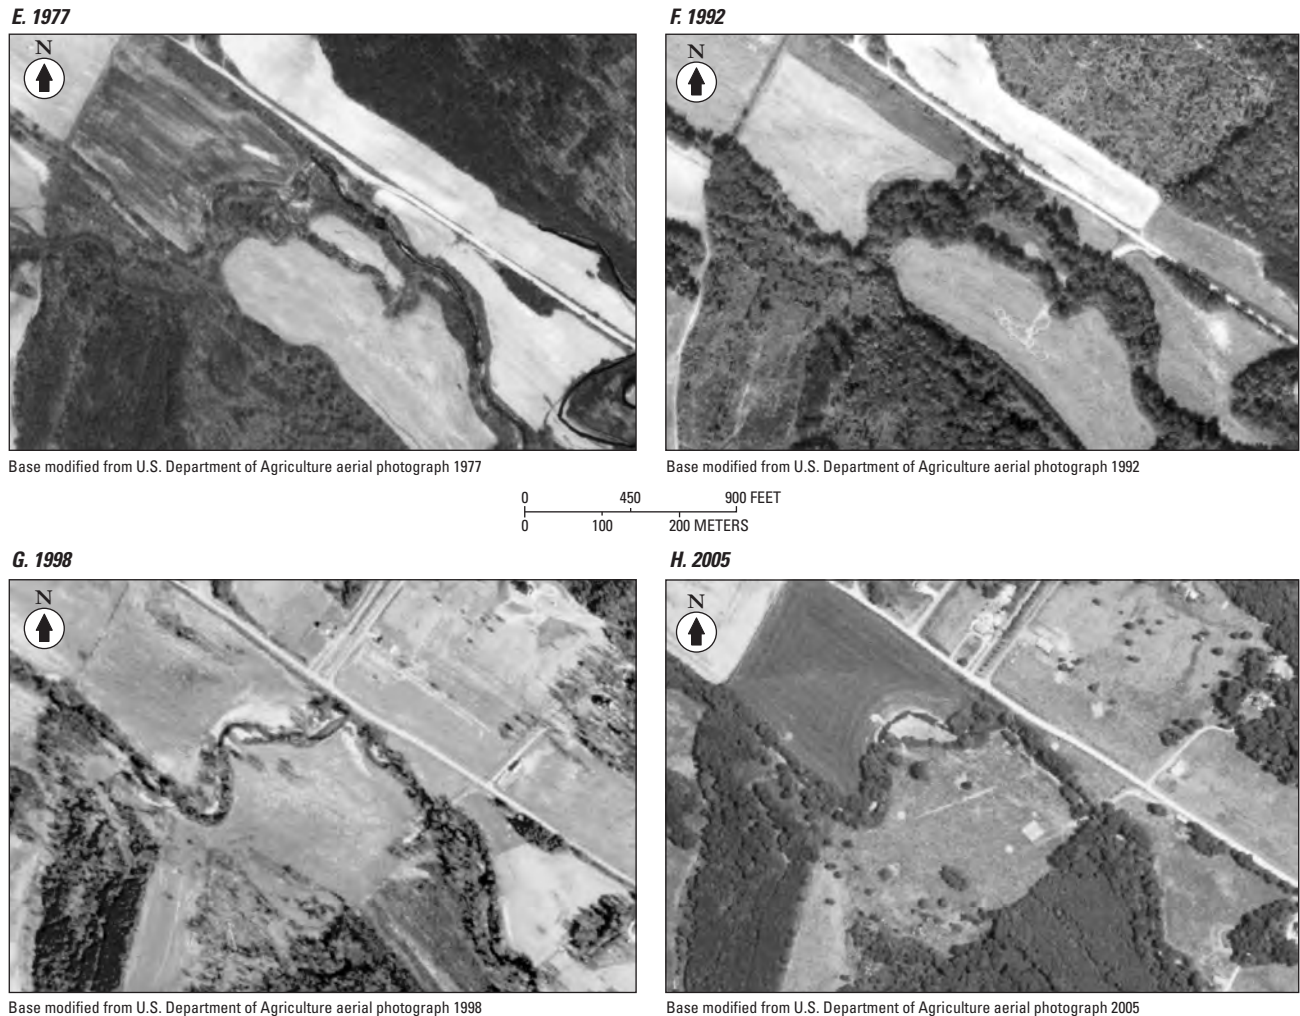 E. 1977
F. 1992
N
N
Base modified from U.S. Department of Agriculture aerial photograph 1977
Base modified from U.S. Department of Agriculture aerial photograph 1992
0 450 900 FEET
0 100 200 METERS
G. 1998
H. 2005
N
N
Base modified from U.S. Department of Agriculture aerial photograph 1998
Base modified from U.S. Department of Agriculture aerial photograph 2005